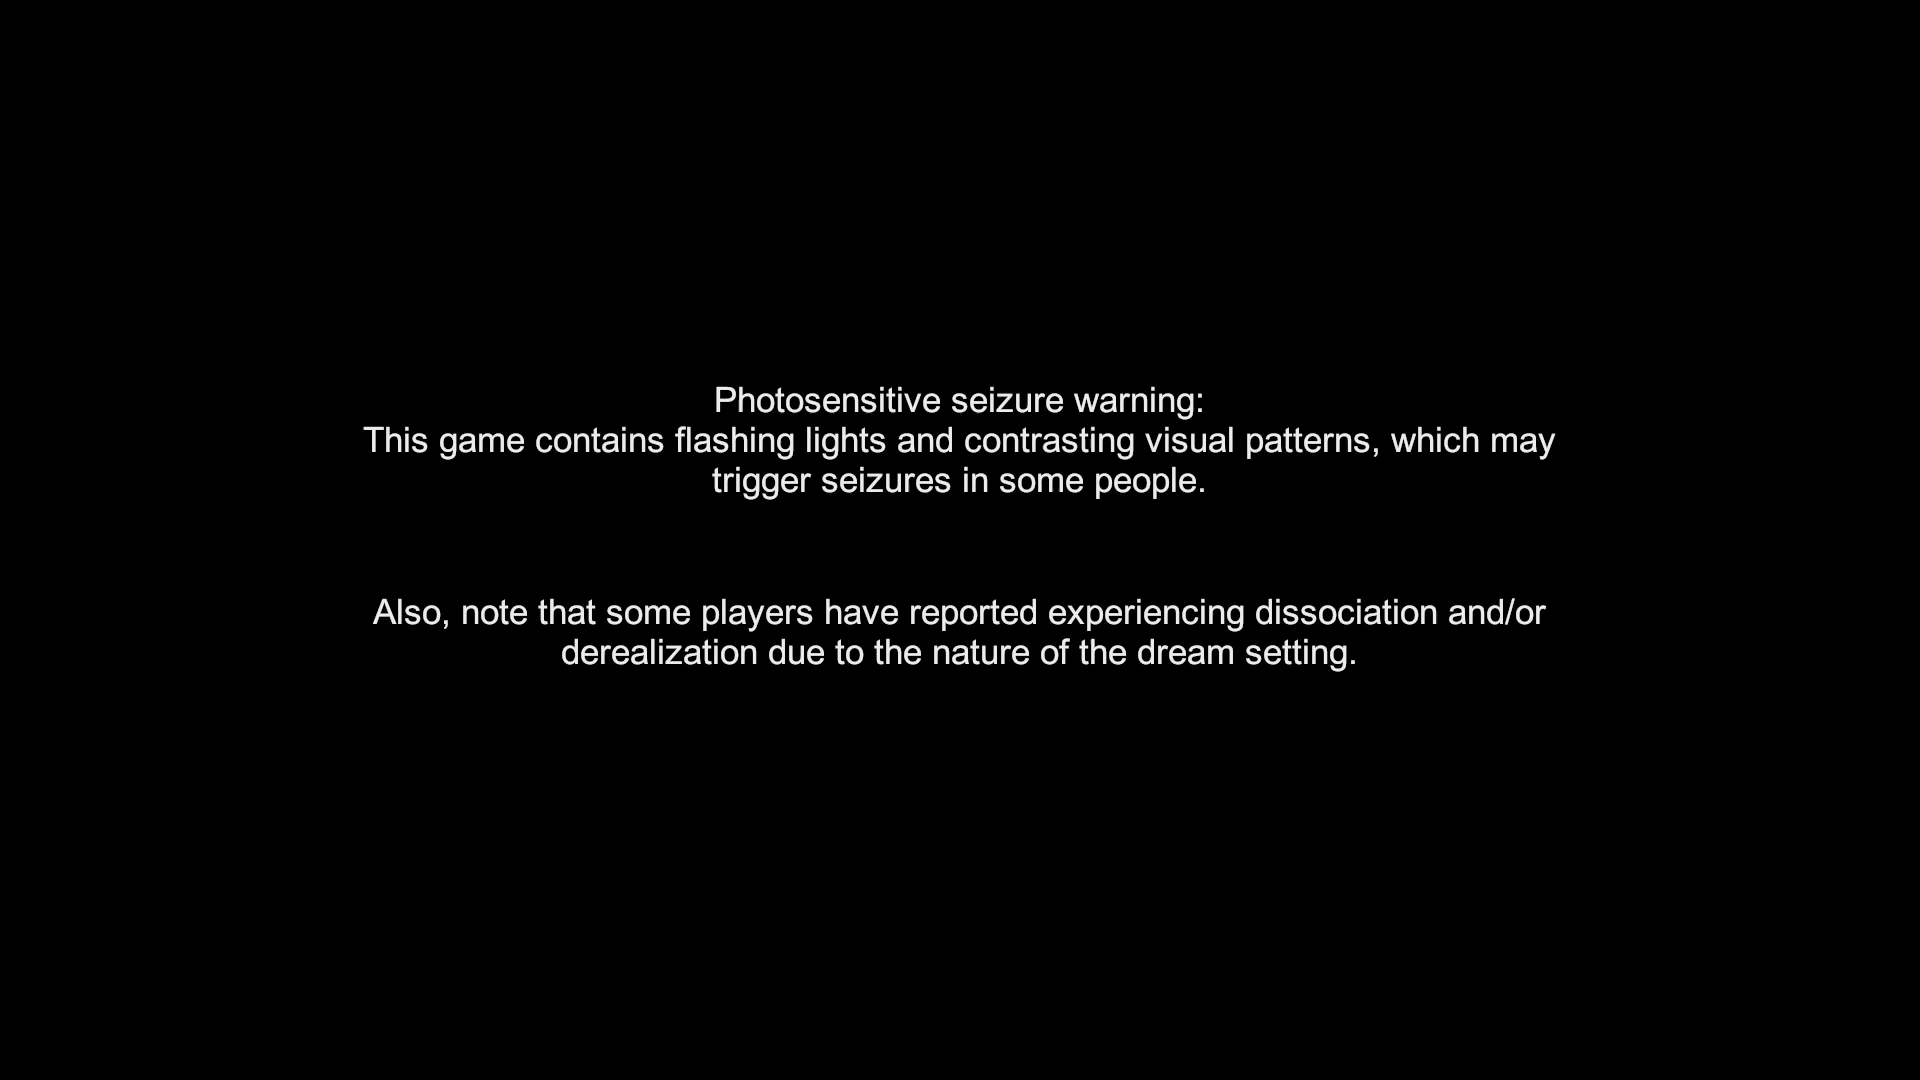 Photosensitive seizure warning:
This game contains flashing lights and contrasting visual patterns, which may
trigger seizures in some people.
Also, note that some players have reported experiencing dissociation and/or
derealization due to the nature of the dream setting.